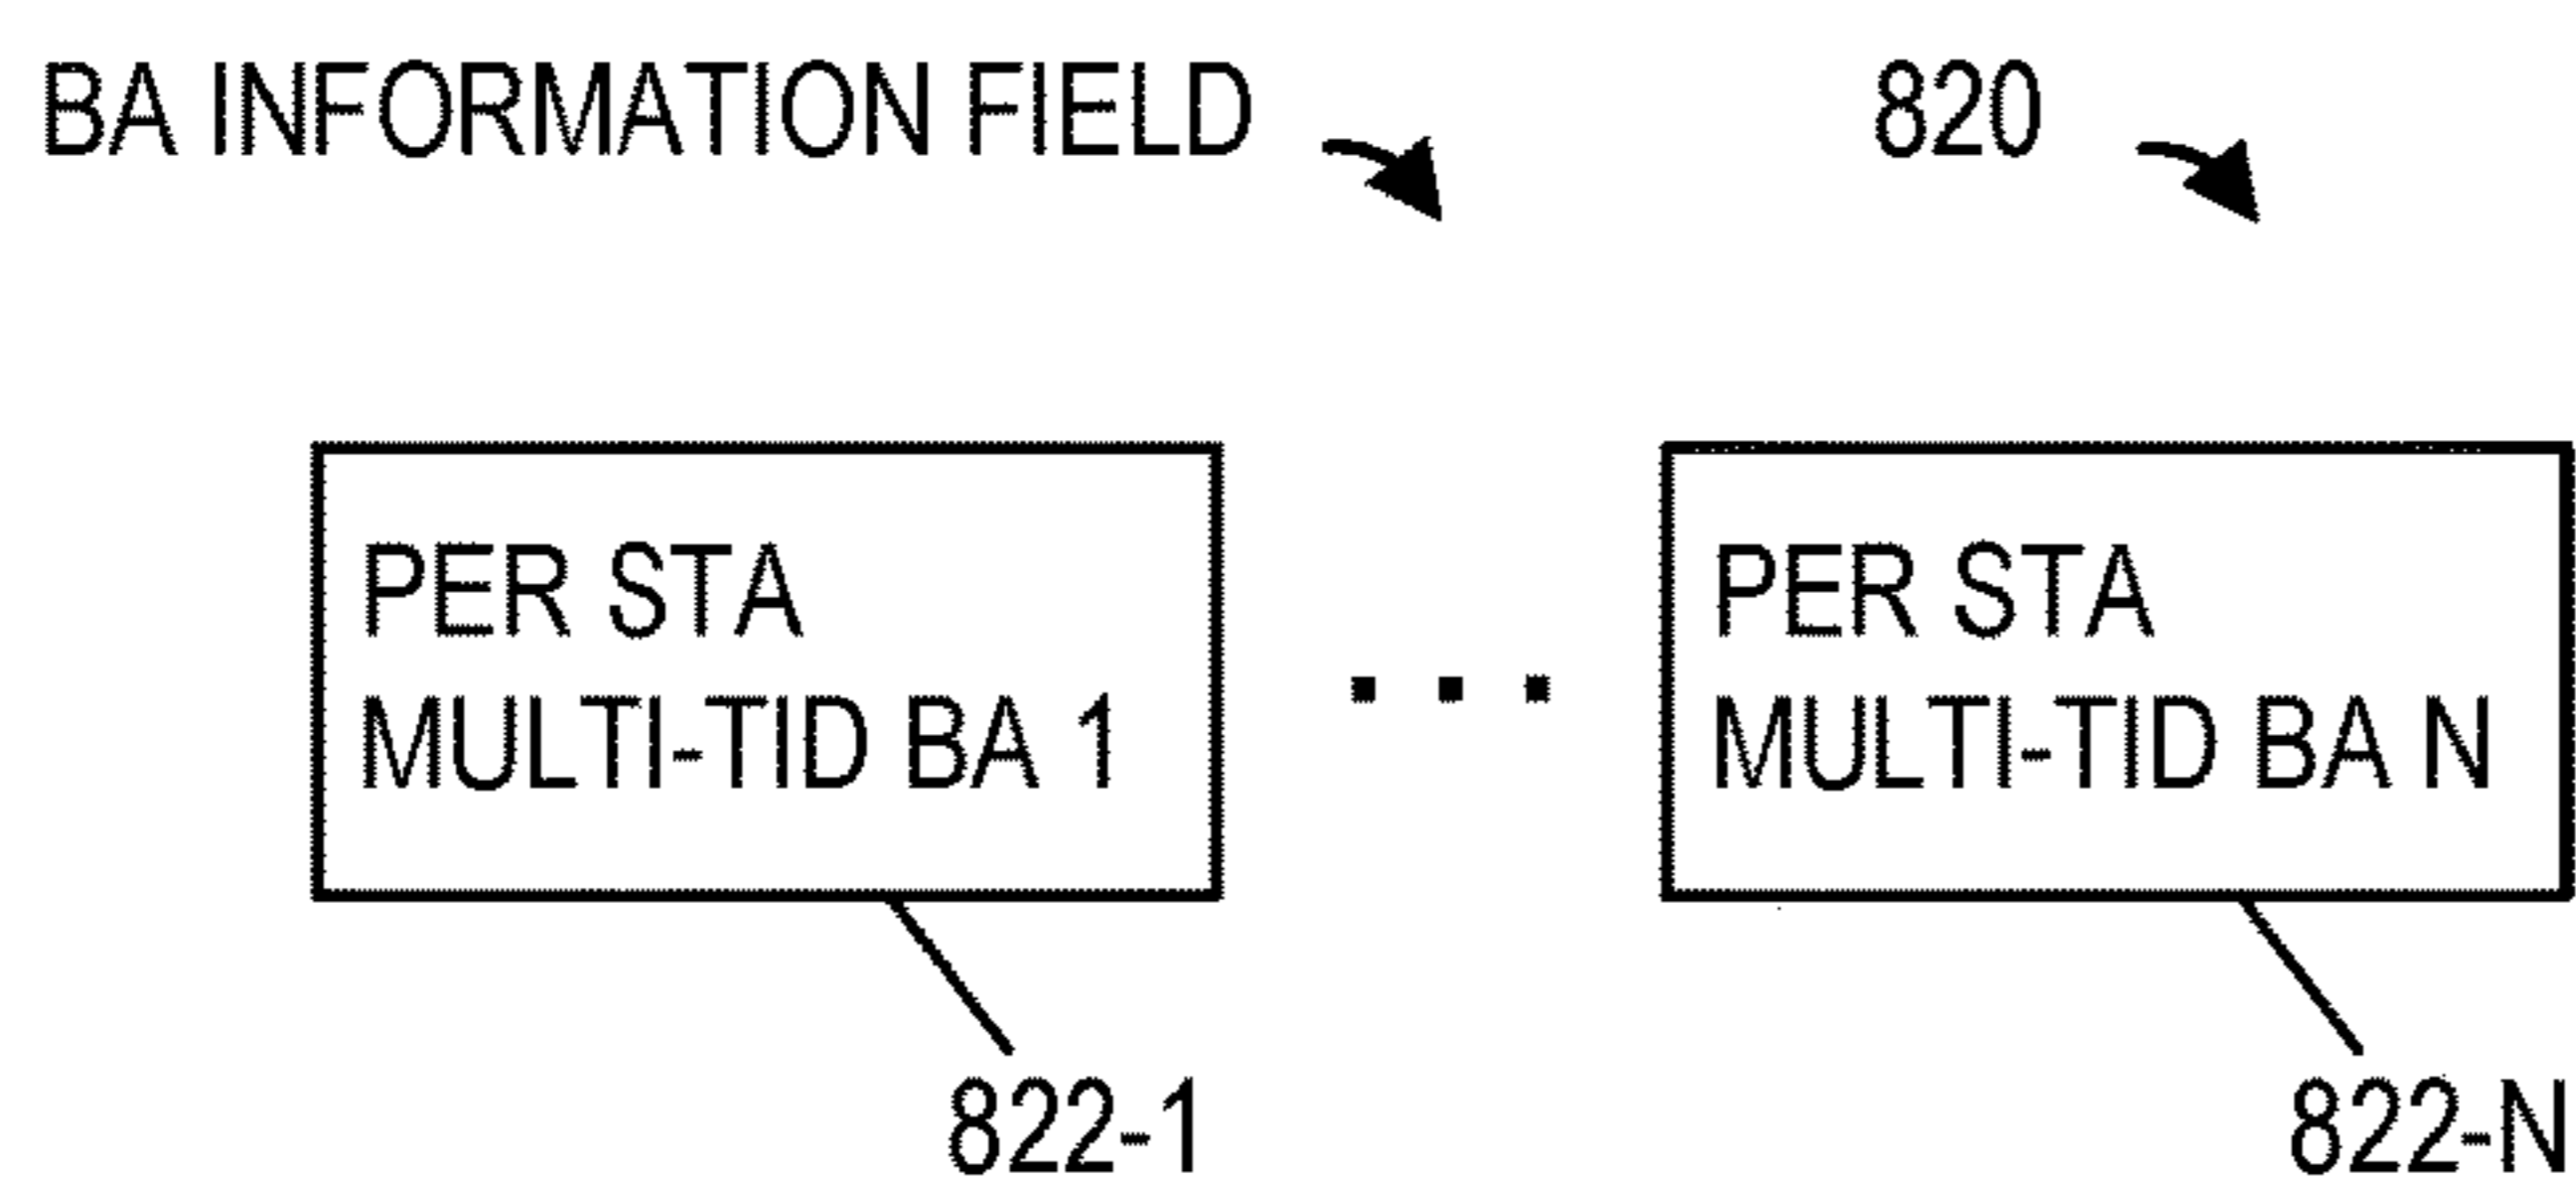 BA INFORMATION FIELD
820
PER STA
MULTI-TID BA 1
. . .
PER STA
MULTI-TID BA N
822-1
822-N